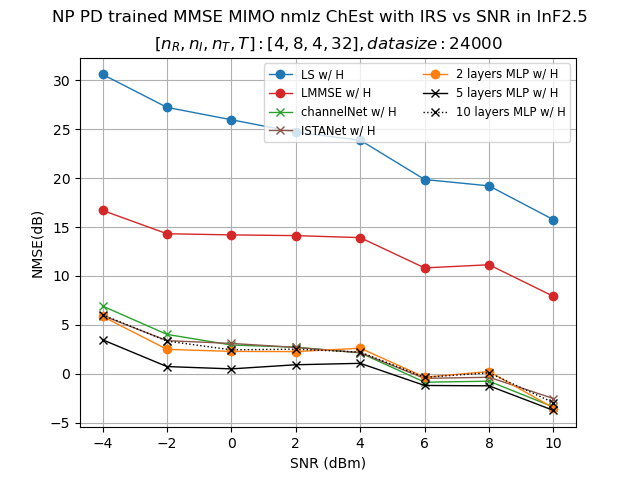 NP PD trained MMSE MIMO nmlz ChEst with IRS vs SNR in InF2.5
[n_R, n_I, n_T, T] : [4, 8, 4, 32], datasize : 24000
LS w/ H
LMMSE w/ H
channelNet w/ H
ISTANet w/ H
2 layers MLP w/ H
5 layers MLP w/ H
10 layers MLP w/ H
NMSE(dB)
30
25
20
15
10
5
0
−5
−4 −2 0 2 4 6 8 10
SNR (dBm)